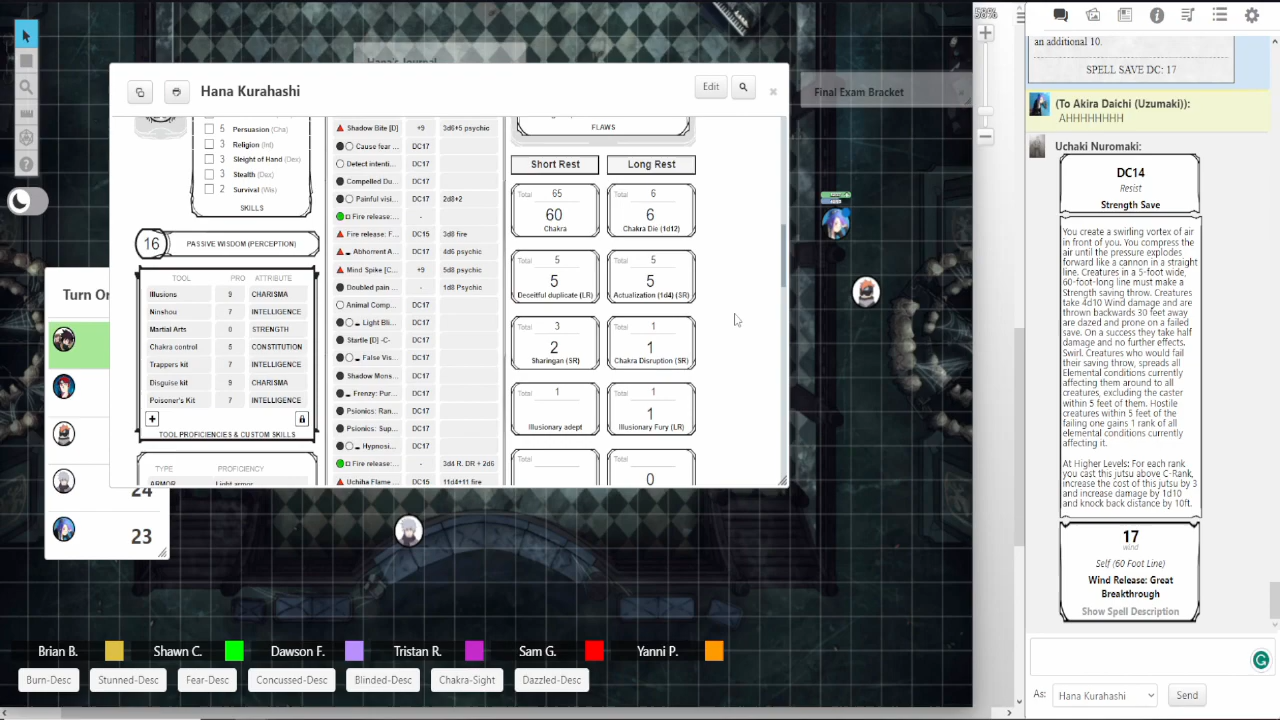 Hana's Journal
Hana Kurahashi
Edit
Final Exam Bracket
5 Persuasion (Cha)
3 Religion (Int)
3 Sleight of Hand (Dex)
3 Stealth (Dex)
2 Survival (Wis)
SKILLS
16 PASSIVE WISDOM (PERCEPTION)
TOOL PRO ATTRIBUTE
Illusions 9 CHARISMA
Ninshou 7 INTELLIGENCE
Martial Arts 0 STRENGTH
Chakra control 5 CONSTITUTION
Trappers kit 7 INTELLIGENCE
Disguise kit 9 CHARISMA
Poisoner's Kit 7 INTELLIGENCE
TOOL PROFICIENCIES & CUSTOM SKILLS
TYPE PROFICIENCY
ARMOR Light armor
Shadow Bite [D] +9 3d6+5 psychic
Cause fear ... DC17
Detect intenti... DC17
Compelled Du... DC17
Painful visi... DC17 2d8+2
Fire release:... -
Fire release: F... DC15 3d8 fire
Abhorrent A... DC17 4d6 psychic
Mind Spike [C... +9 5d8 psychic
Doubled pain ... - 1d8 Psychic
Animal Comp... DC17
Light Bli... DC17
Startle [D] -C- DC17
False Vis... DC17
Shadow Mons... DC17
Frenzy: Pur... DC17
Psionics: Ran... DC17
Psionics: Sup... DC17
Hypnosi... DC17
Fire release:... - 3d4 R. DR + 2d6
Uchiha Flame ... DC15 11d4+11 fire
FLAWS
Short Rest Long Rest
Total 65 Total 6
60 6
Chakra Chakra Die (1d12)
Total 5 Total 5
5 5
Deceitful duplicate (LR) Actualization (1d4) (SR)
Total 3 Total 1
2 1
Sharingan (SR) Chakra Disruption (SR)
Total 1 Total 1
1
Illusionary adept Illusionary Fury (LR)
Total Total
0
Turn Or
24
23
Brian B. Shawn C. Dawson F. Tristan R. Sam G. Yanni P.
Burn-Desc Stunned-Desc Fear-Desc Concussed-Desc Blinded-Desc Chakra-Sight Dazzled-Desc
an additional 10.
SPELL SAVE DC: 17
(To Akira Daichi (Uzumaki)):
AHHHHHHHH
Uchaki Nuromaki:
DC14
Resist
Strength Save
You create a swirling vortex of air
in front of you. You compress the
air until the pressure explodes
forward like a cannon in a straight
line. Creatures in a 5-foot wide,
60-foot-long line must make a
Strength saving throw. Creatures
take 4d10 Wind damage and are
thrown backwards 30 feet away
are dazed and prone on a failed
save. On a success they take half
damage and no further effects.
Swirl. Creatures who would fail
their saving throw, spreads all
Elemental conditions currently
affecting them around to all
creatures, excluding the caster
within 5 feet of them. Hostile
creatures within 5 feet of the
failing one gains 1 rank of all
elemental conditions currently
affecting it.
At Higher Levels: For each rank
you cast this jutsu above C-Rank,
increase the cost of this jutsu by 3
and increase damage by 1d10
and knock back distance by 10ft.
17
wind
Self (60 Foot Line)
Wind Release: Great
Breakthrough
Show Spell Description
As: Hana Kurahashi Send